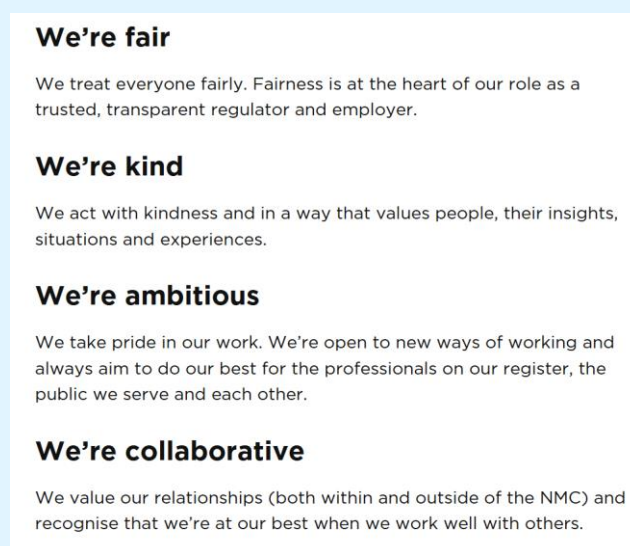 We’re fair
We treat everyone fairly. Fairness is at the heart of our role as a
trusted, transparent regulator and employer.
We’re kind
We act with kindness and in a way that values people, their insights,
situations and experiences.
We’re ambitious
We take pride in our work. We’re open to new ways of working and
always aim to do our best for the professionals on our register, the
public we serve and each other.
We’re collaborative
We value our relationships (both within and outside of the NMC) and
recognise that we’re at our best when we work well with others.